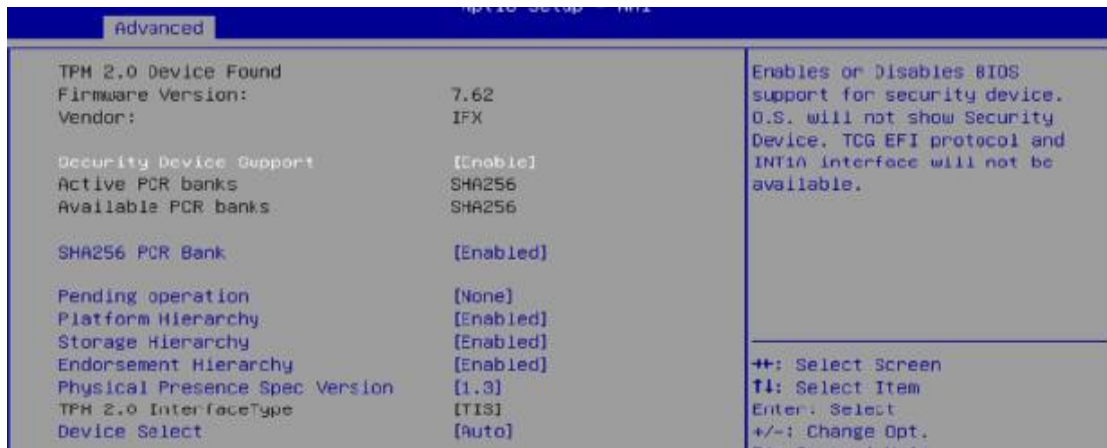 Aptio Setup - AMI
Advanced
TPM 2.0 Device Found
Firmware Version: 7.62
Vendor: IFX
Security Device Support [Enable]
Active PCR banks SHA256
Available PCR banks SHA256
SHA256 PCR Bank [Enabled]
Pending operation [None]
Platform Hierarchy [Enabled]
Storage Hierarchy [Enabled]
Endorsement Hierarchy [Enabled]
Physical Presence Spec Version [1.3]
TPM 2.0 InterfaceType [TIS]
Device Select [Auto]
Enables or Disables BIOS
support for security device.
O.S. will not show Security
Device. TCG EFI protocol and
INT1A interface will not be
available.
→←: Select Screen
↑↓: Select Item
Enter: Select
+/-: Change Opt.